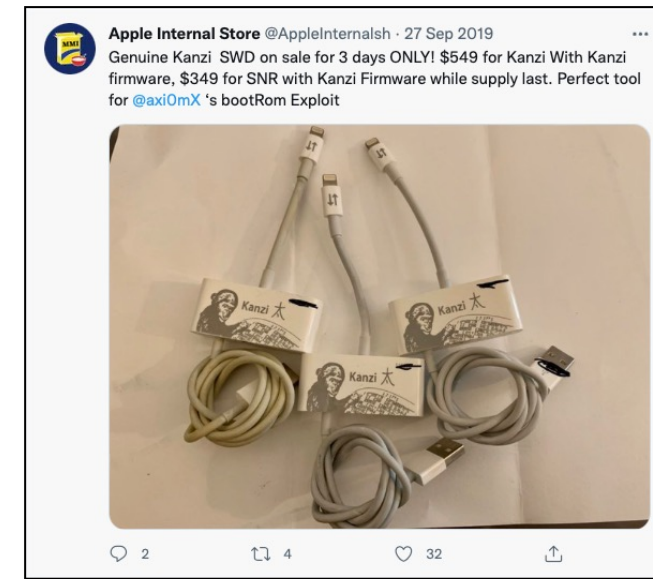 MMI
Apple Internal Store @AppleInternalsh · 27 Sep 2019
Genuine Kanzi SWD on sale for 3 days ONLY! $549 for Kanzi With Kanzi
firmware, $349 for SNR with Kanzi Firmware while supply last. Perfect tool
for @axi0mX ‘s bootRom Exploit
Kanzi 太
Kanzi 太
Kanzi 太
2
4
32